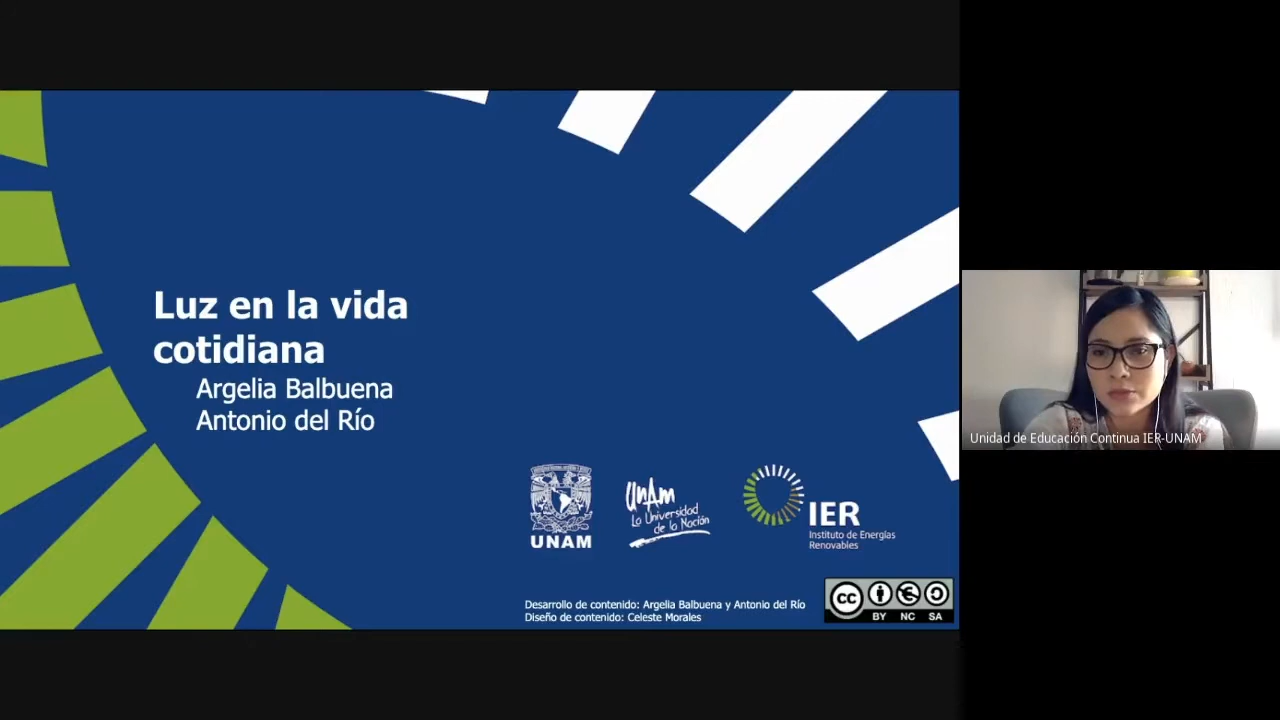 Luz en la vida
cotidiana
Argelia Balbuena
Antonio del Río
UNAM
UnAm
La Universidad
de la Nación
IER
Instituto de Energías
Renovables
Desarrollo de contenido: Argelia Balbuena y Antonio del Río
Diseño de contenido: Celeste Morales
cc
BY NC SA
Unidad de Educación Continua IER-UNAM